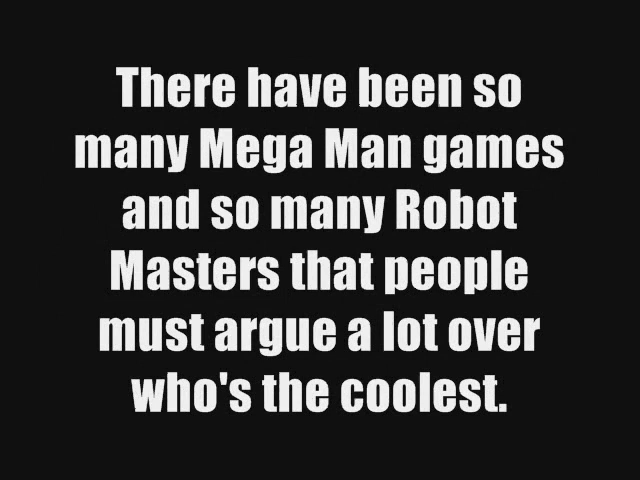 There have been so
many Mega Man games
and so many Robot
Masters that people
must argue a lot over
who's the coolest.